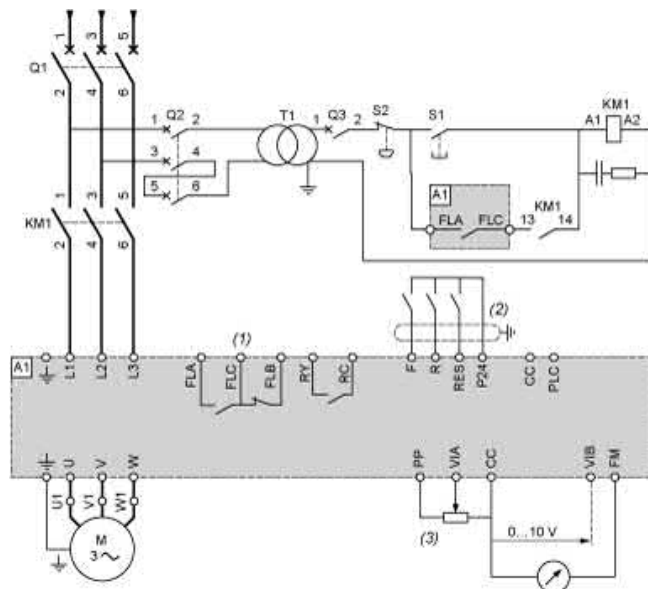 1 3 5
Q1
2 4 6
Q2
1 2
3 4
5 6
T1
1 Q3 2
S2
S1
KM1
A1 A2
A1
FLA FLC
KM1
13 14
1 3 5
KM1
2 4 6
(1)
(2)
A1
L1 L2 L3
FLA FLC FLB RY RC
F R RES P24 CC PLC
U V W
PP VIA CC VIB FM
U1 V1 W1
M
3
(3)
0...10 V